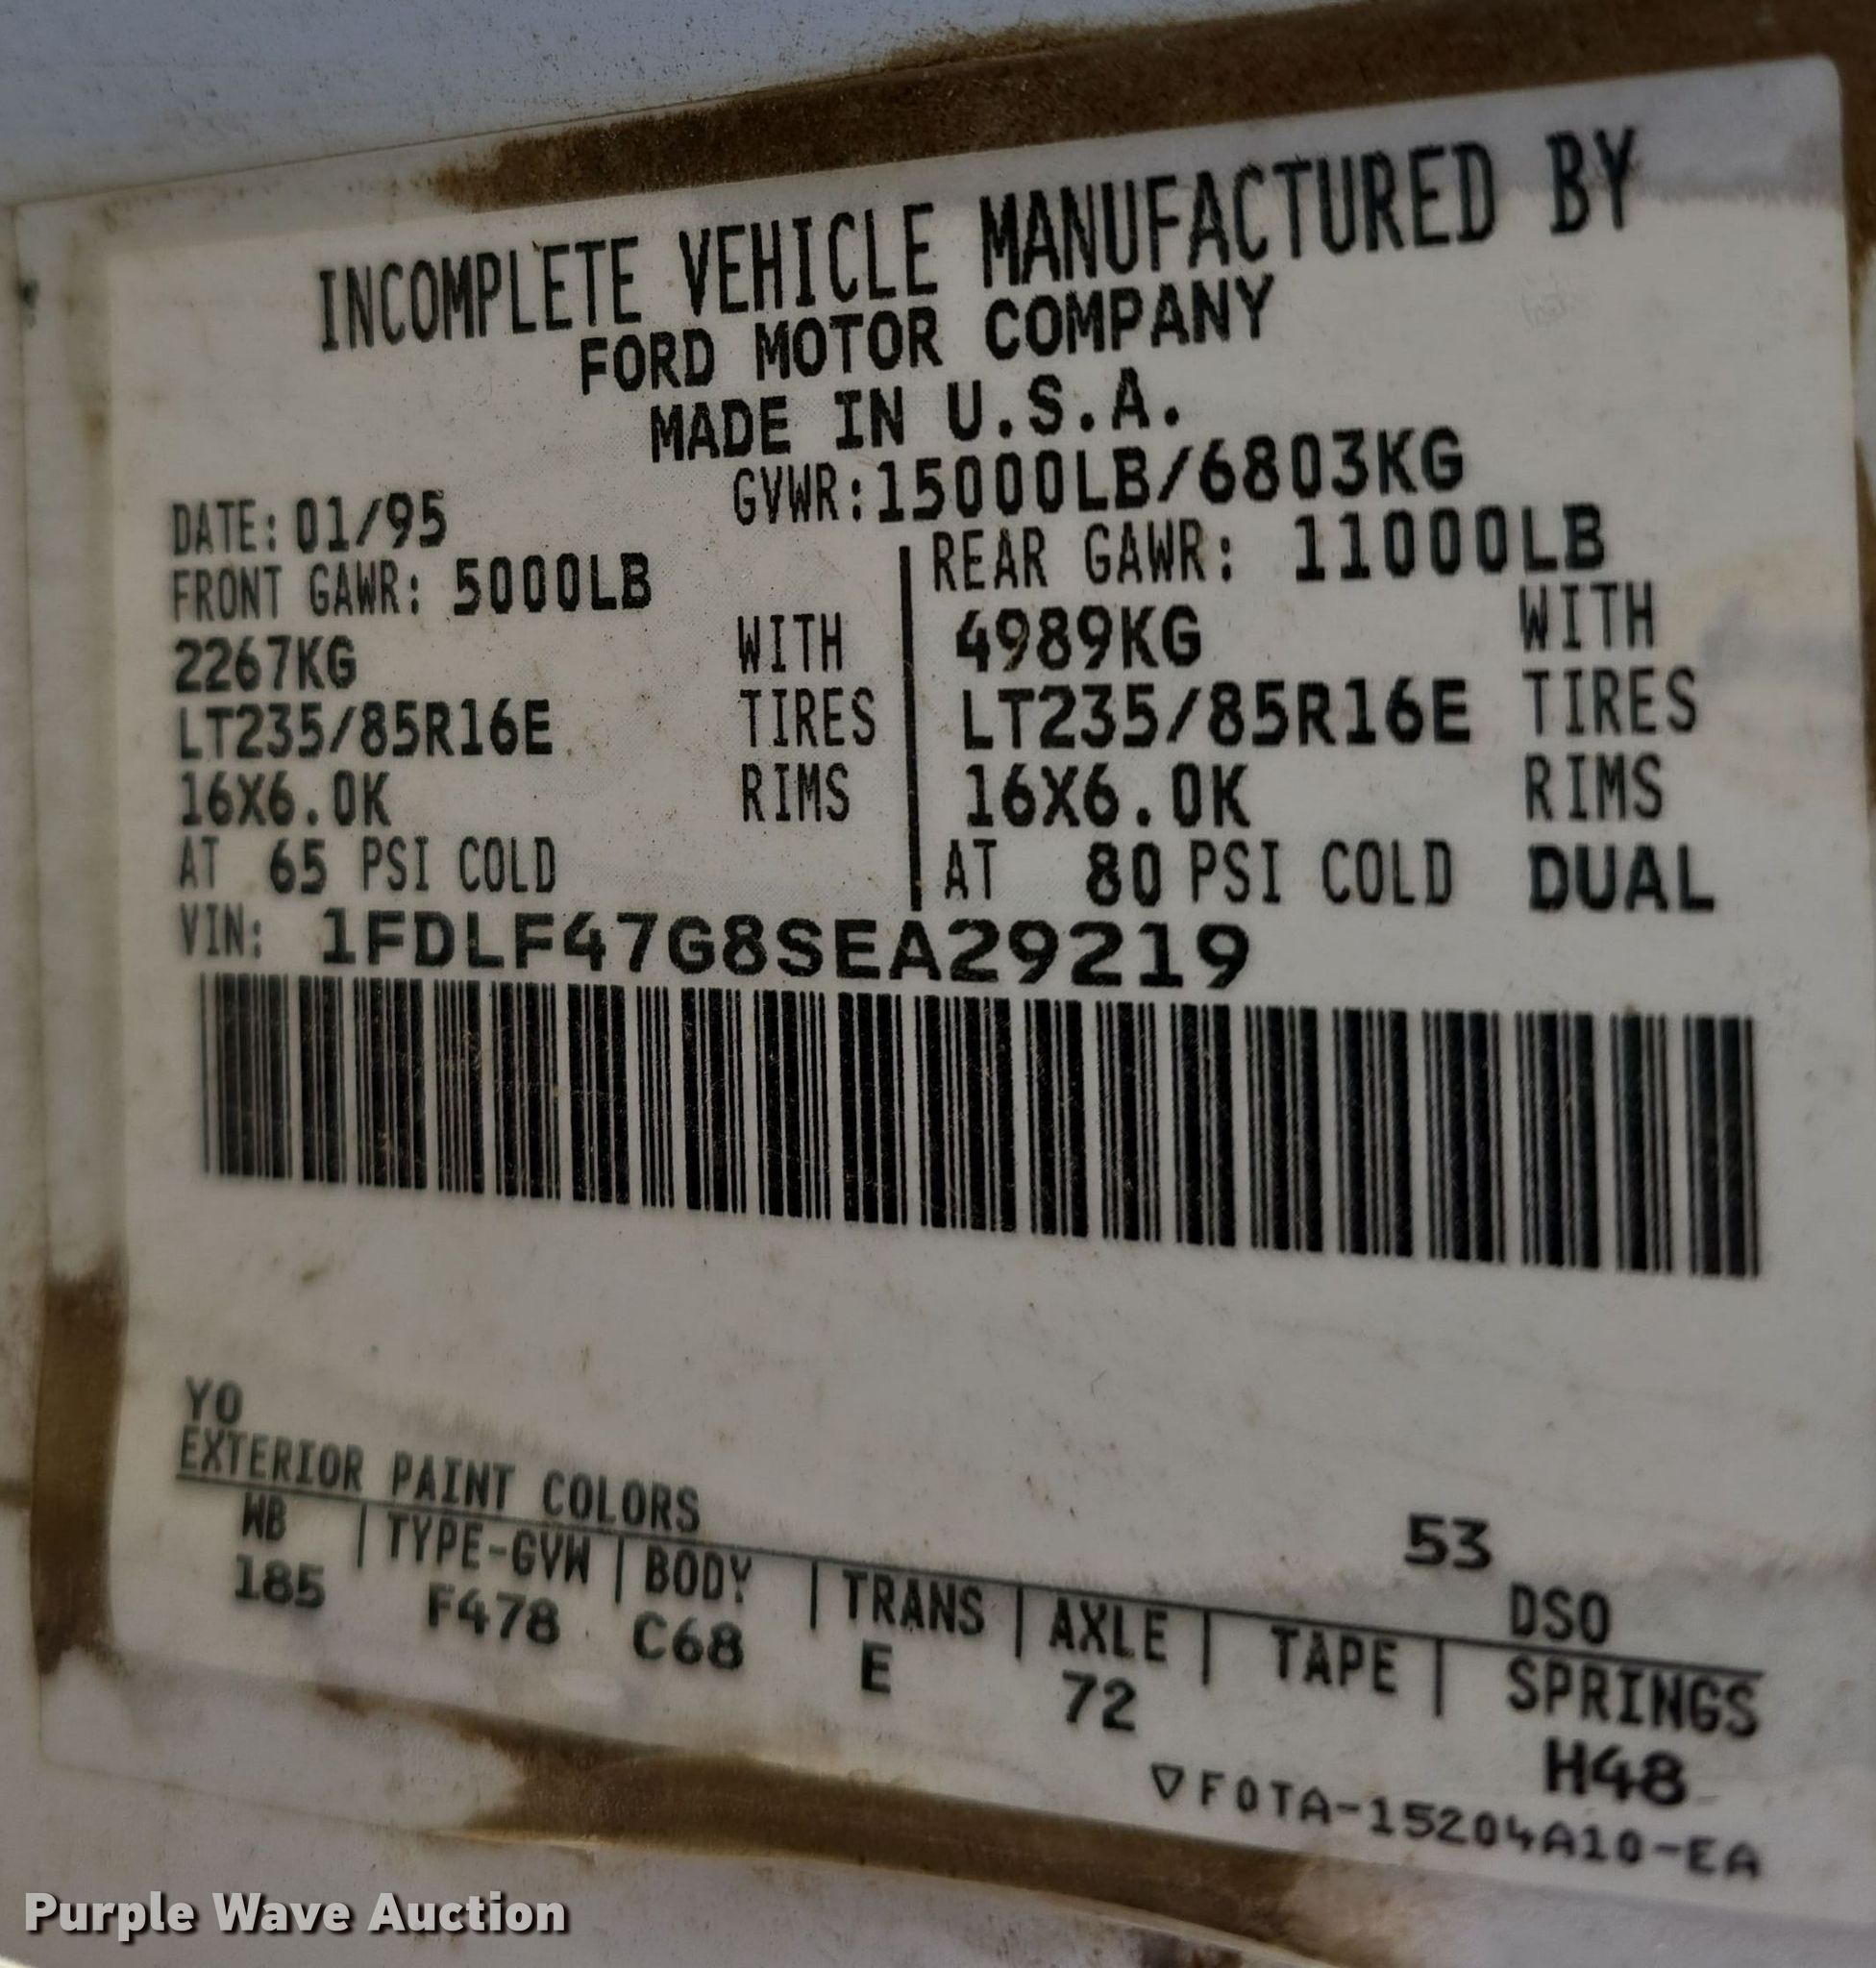 INCOMPLETE VEHICLE MANUFACTURED BY
FORD MOTOR COMPANY
MADE IN U.S.A.
DATE: 01/95 GVWR:15000LB/6803KG
FRONT GAWR: 5000LB REAR GAWR: 11000LB
2267KG WITH 4989KG WITH
LT235/85R16E TIRES LT235/85R16E TIRES
16X6.0K RIMS 16X6.0K RIMS
AT 65 PSI COLD AT 80 PSI COLD DUAL
VIN: 1FDLF47G8SEA29219
YO
EXTERIOR PAINT COLORS 53 DSO
WB | TYPE-GVW | BODY | TRANS | AXLE | TAPE | SPRINGS
185 F478 C68 E 72 H48
▽F0TA-15204A10-EA
Purple Wave Auction